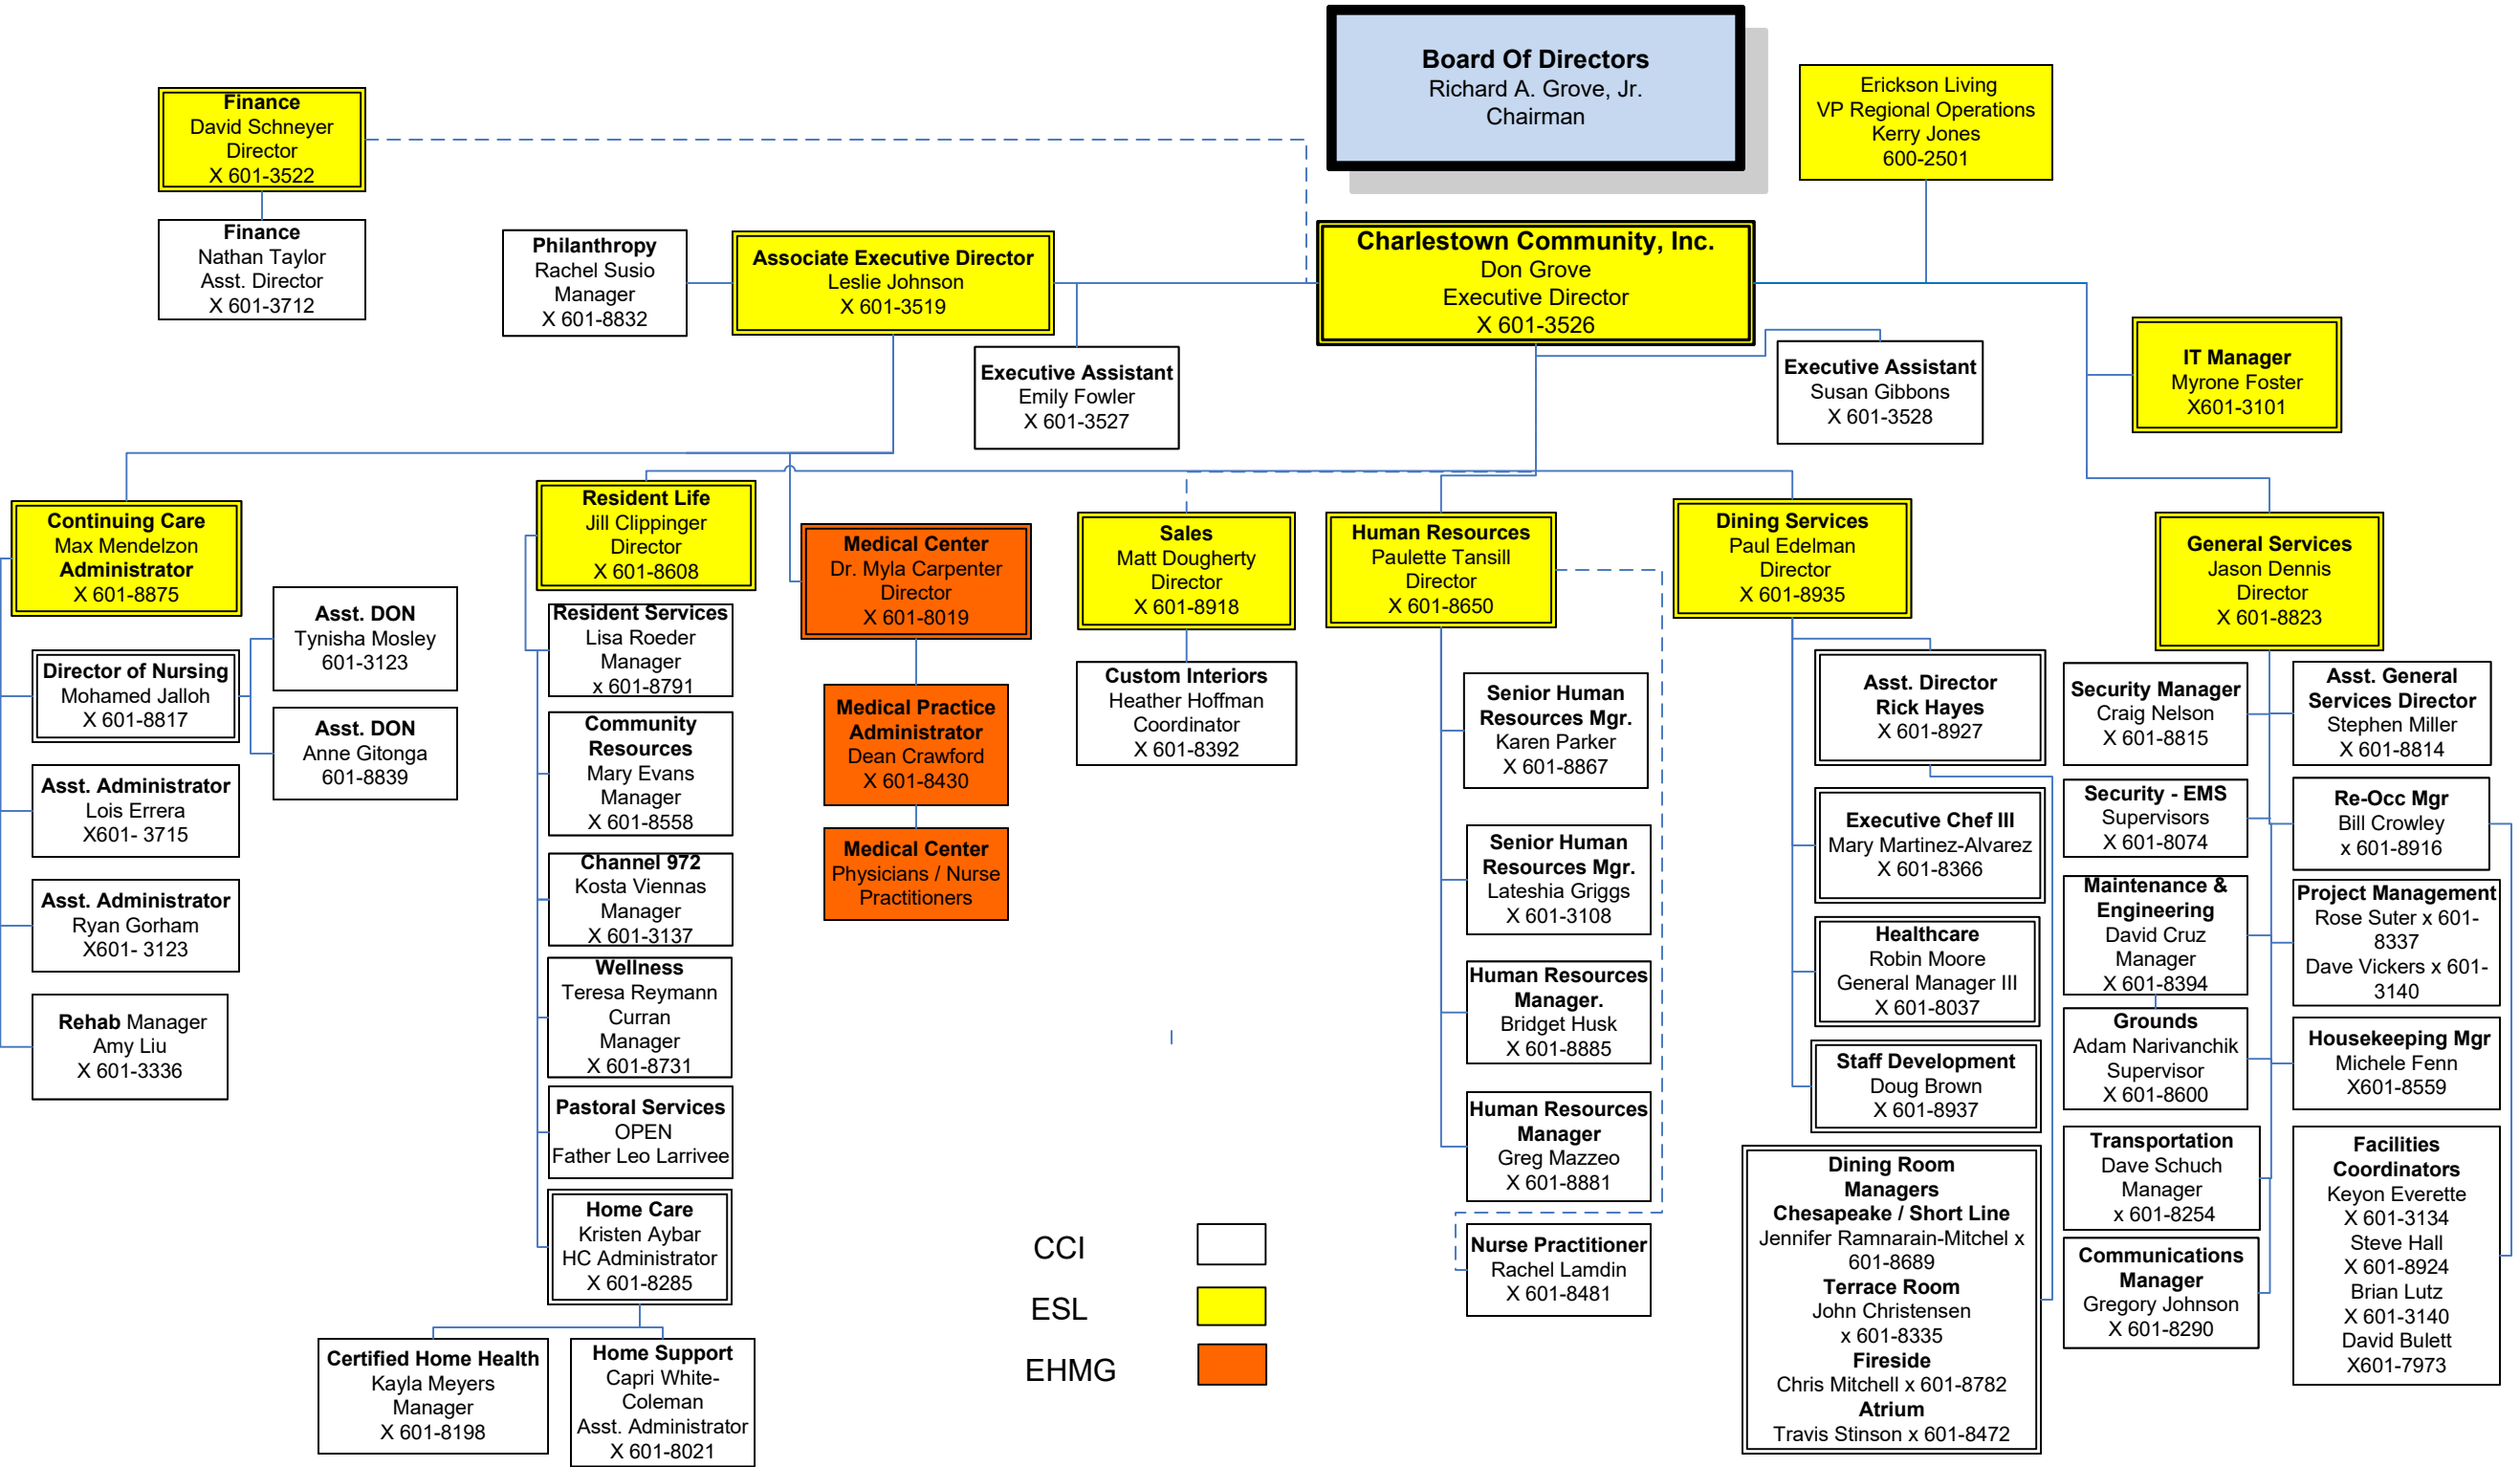 Board Of Directors
Richard A. Grove, Jr.
Chairman
Erickson Living
VP Regional Operations
Kerry Jones
600-2501
Finance
David Schneyer
Director
X 601-3522
Finance
Nathan Taylor
Asst. Director
X 601-3712
Philanthropy
Rachel Susio
Manager
X 601-8832
Associate Executive Director
Leslie Johnson
X 601-3519
Charlestown Community, Inc.
Don Grove
Executive Director
X 601-3526
Executive Assistant
Emily Fowler
X 601-3527
Executive Assistant
Susan Gibbons
X 601-3528
IT Manager
Myrone Foster
X601-3101
Continuing Care
Max Mendelzon
Administrator
X 601-8875
Director of Nursing
Mohamed Jalloh
X 601-8817
Asst. DON
Tynisha Mosley
601-3123
Asst. DON
Anne Gitonga
601-8839
Asst. Administrator
Lois Errera
X601- 3715
Asst. Administrator
Ryan Gorham
X601- 3123
Rehab Manager
Amy Liu
X 601-3336
Resident Life
Jill Clippinger
Director
X 601-8608
Resident Services
Lisa Roeder
Manager
x 601-8791
Community
Resources
Mary Evans
Manager
X 601-8558
Channel 972
Kosta Viennas
Manager
X 601-3137
Wellness
Teresa Reymann
Curran
Manager
X 601-8731
Pastoral Services
OPEN
Father Leo Larrivee
Home Care
Kristen Aybar
HC Administrator
X 601-8285
Certified Home Health
Kayla Meyers
Manager
X 601-8198
Home Support
Capri White-
Coleman
Asst. Administrator
X 601-8021
Medical Center
Dr. Myla Carpenter
Director
X 601-8019
Medical Practice
Administrator
Dean Crawford
X 601-8430
Medical Center
Physicians / Nurse
Practitioners
Sales
Matt Dougherty
Director
X 601-8918
Custom Interiors
Heather Hoffman
Coordinator
X 601-8392
Human Resources
Paulette Tansill
Director
X 601-8650
Senior Human
Resources Mgr.
Karen Parker
X 601-8867
Senior Human
Resources Mgr.
Lateshia Griggs
X 601-3108
Human Resources
Manager.
Bridget Husk
X 601-8885
Human Resources
Manager
Greg Mazzeo
X 601-8881
Nurse Practitioner
Rachel Lamdin
X 601-8481
Dining Services
Paul Edelman
Director
X 601-8935
Asst. Director
Rick Hayes
X 601-8927
Executive Chef III
Mary Martinez-Alvarez
X 601-8366
Healthcare
Robin Moore
General Manager III
X 601-8037
Staff Development
Doug Brown
X 601-8937
Dining Room
Managers
Chesapeake / Short Line
Jennifer Ramnarain-Mitchel x
601-8689
Terrace Room
John Christensen
x 601-8335
Fireside
Chris Mitchell x 601-8782
Atrium
Travis Stinson x 601-8472
General Services
Jason Dennis
Director
X 601-8823
Security Manager
Craig Nelson
X 601-8815
Security - EMS
Supervisors
X 601-8074
Maintenance &
Engineering
David Cruz
Manager
X 601-8394
Grounds
Adam Narivanchik
Supervisor
X 601-8600
Transportation
Dave Schuch
Manager
x 601-8254
Communications
Manager
Gregory Johnson
X 601-8290
Asst. General
Services Director
Stephen Miller
X 601-8814
Re-Occ Mgr
Bill Crowley
x 601-8916
Project Management
Rose Suter x 601-
8337
Dave Vickers x 601-
3140
Housekeeping Mgr
Michele Fenn
X601-8559
Facilities
Coordinators
Keyon Everette
X 601-3134
Steve Hall
X 601-8924
Brian Lutz
X 601-3140
David Bulett
X601-7973
CCI
ESL
EHMG